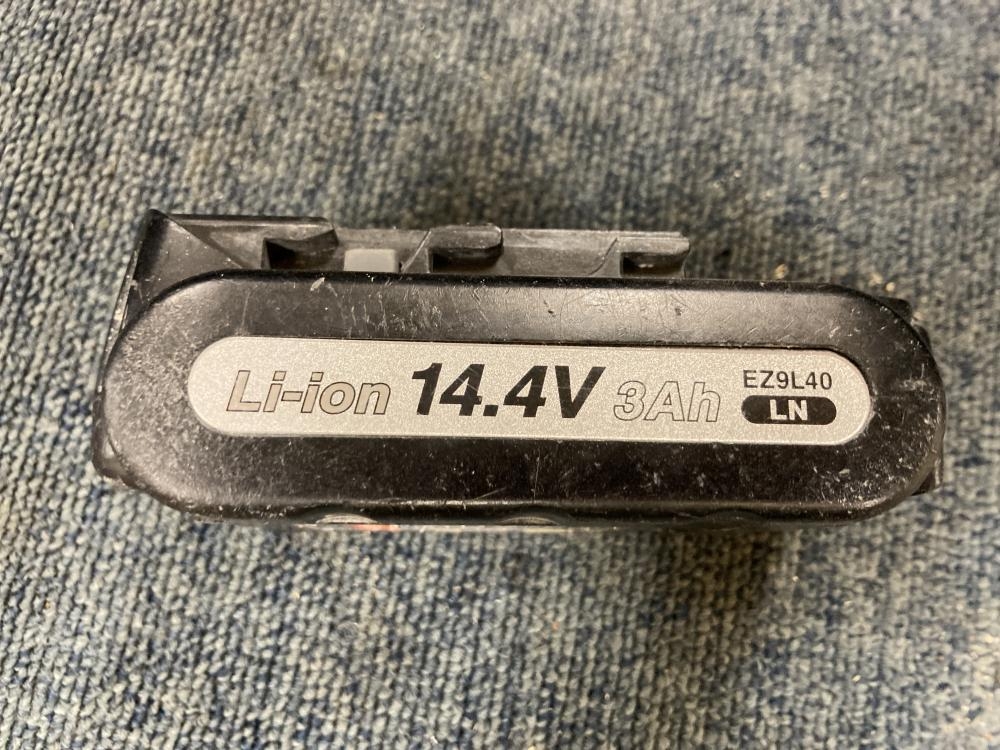 Li-ion 14.4V 3Ah EZ9L40
LN